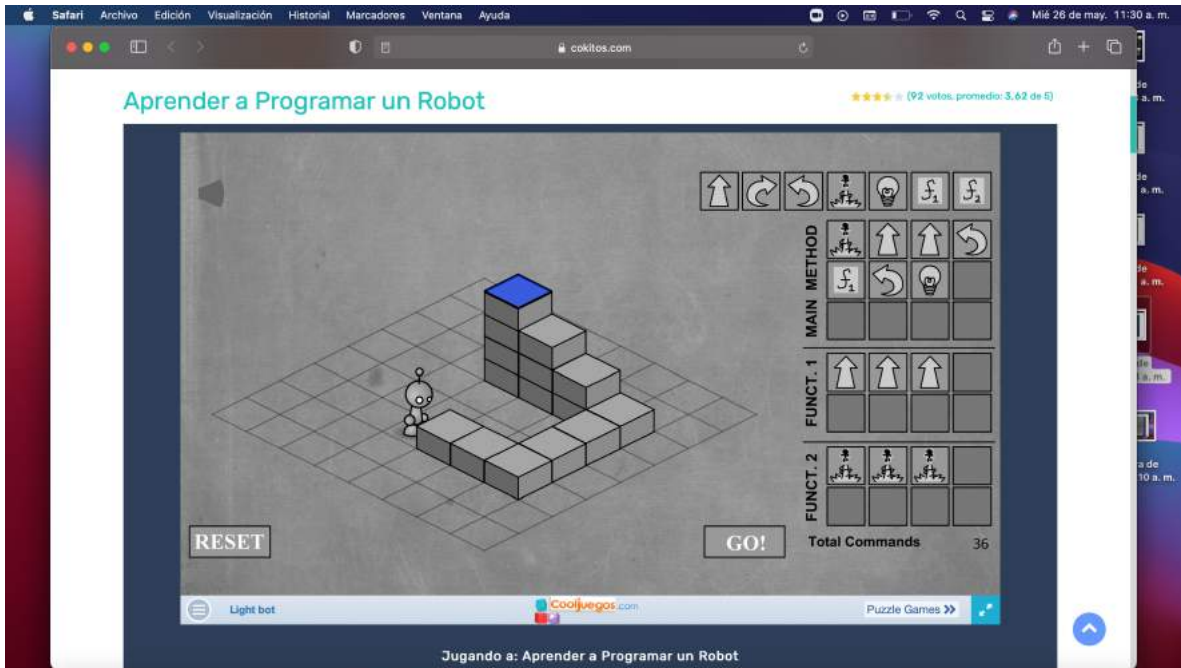 Safari Archivo Edición Visualización Historial Marcadores Ventana Ayuda
Mié 26 de may. 11:30 a. m.
cokitos.com
Aprender a Programar un Robot
(92 votos, promedio: 3,62 de 5)
MAIN METHOD
FUNCT. 1
FUNCT. 2
RESET
GO!
Total Commands 36
Light bot
Cooljuegos.com
Puzzle Games
Jugando a: Aprender a Programar un Robot